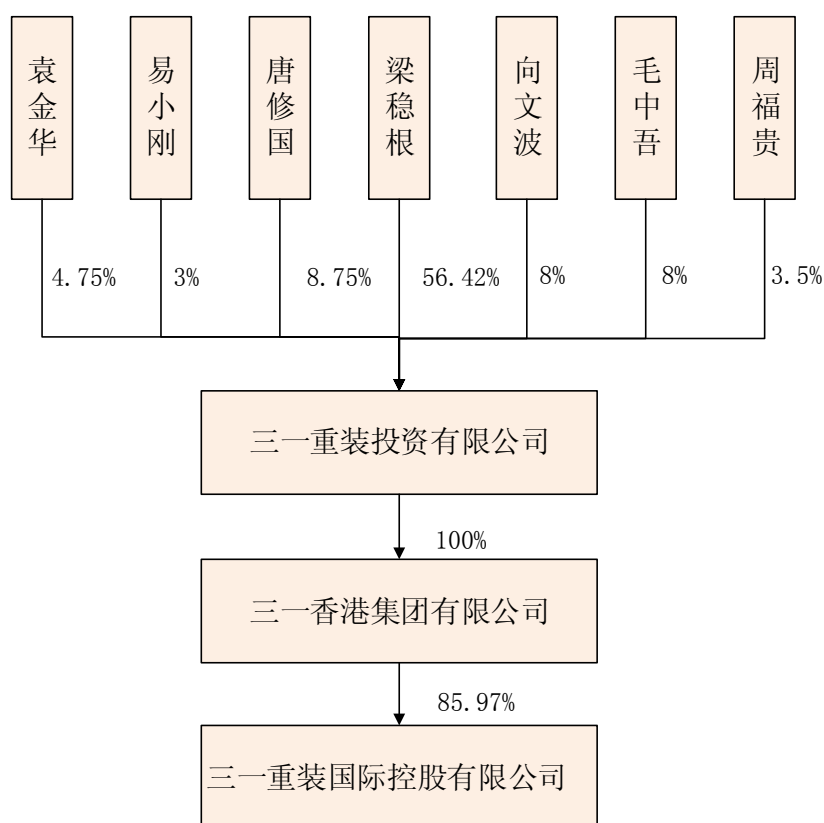 袁金华
易小刚
唐修国
梁稳根
向文波
毛中吾
周福贵
4.75%
3%
8.75%
56.42%
8%
8%
3.5%
三一重装投资有限公司
100%
三一香港集团有限公司
85.97%
三一重装国际控股有限公司